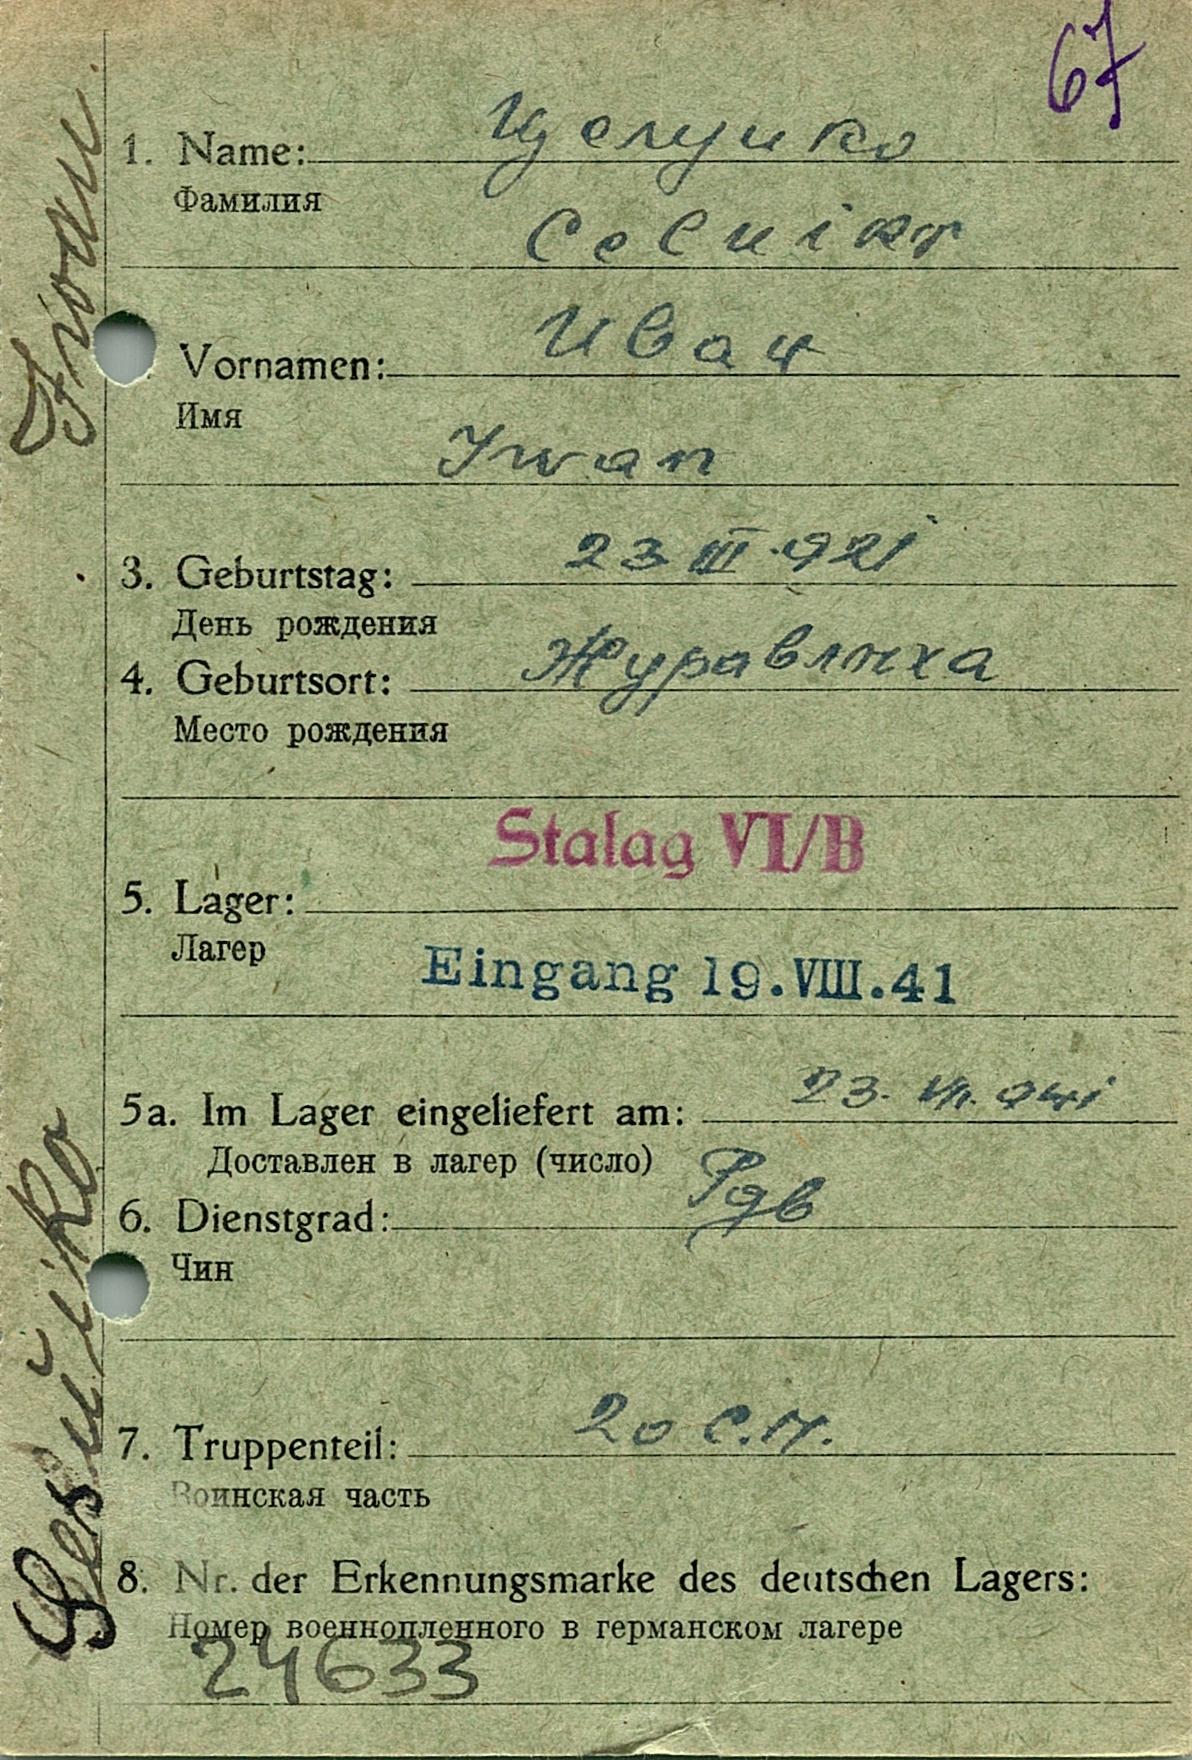 67
1. Name: Целуико
Фамилия
Celuiko
Vornamen: Иван
Имя
Iwan
3. Geburtstag: 23 III 921
День рождения
4. Geburtsort: Журавлиха
Место рождения
Stalag VI/B
5. Lager:
Лагер
Eingang 19.VIII.41
5a. Im Lager eingeliefert am: 23. VII. 941
Доставлен в лагер (число)
6. Dienstgrad: Рдв
Чин
7. Truppenteil: 20 с.п.
Воинская часть
8. Nr. der Erkennungsmarke des deutschen Lagers:
Номер военнопленного в германском лагере
24633
Iwan.